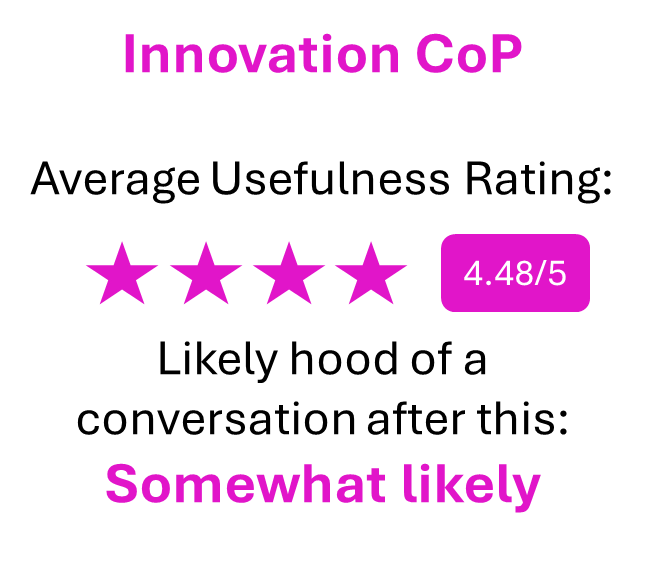 Innovation CoP
Average Usefulness Rating:
4.48/5
Likely hood of a
conversation after this:
Somewhat likely